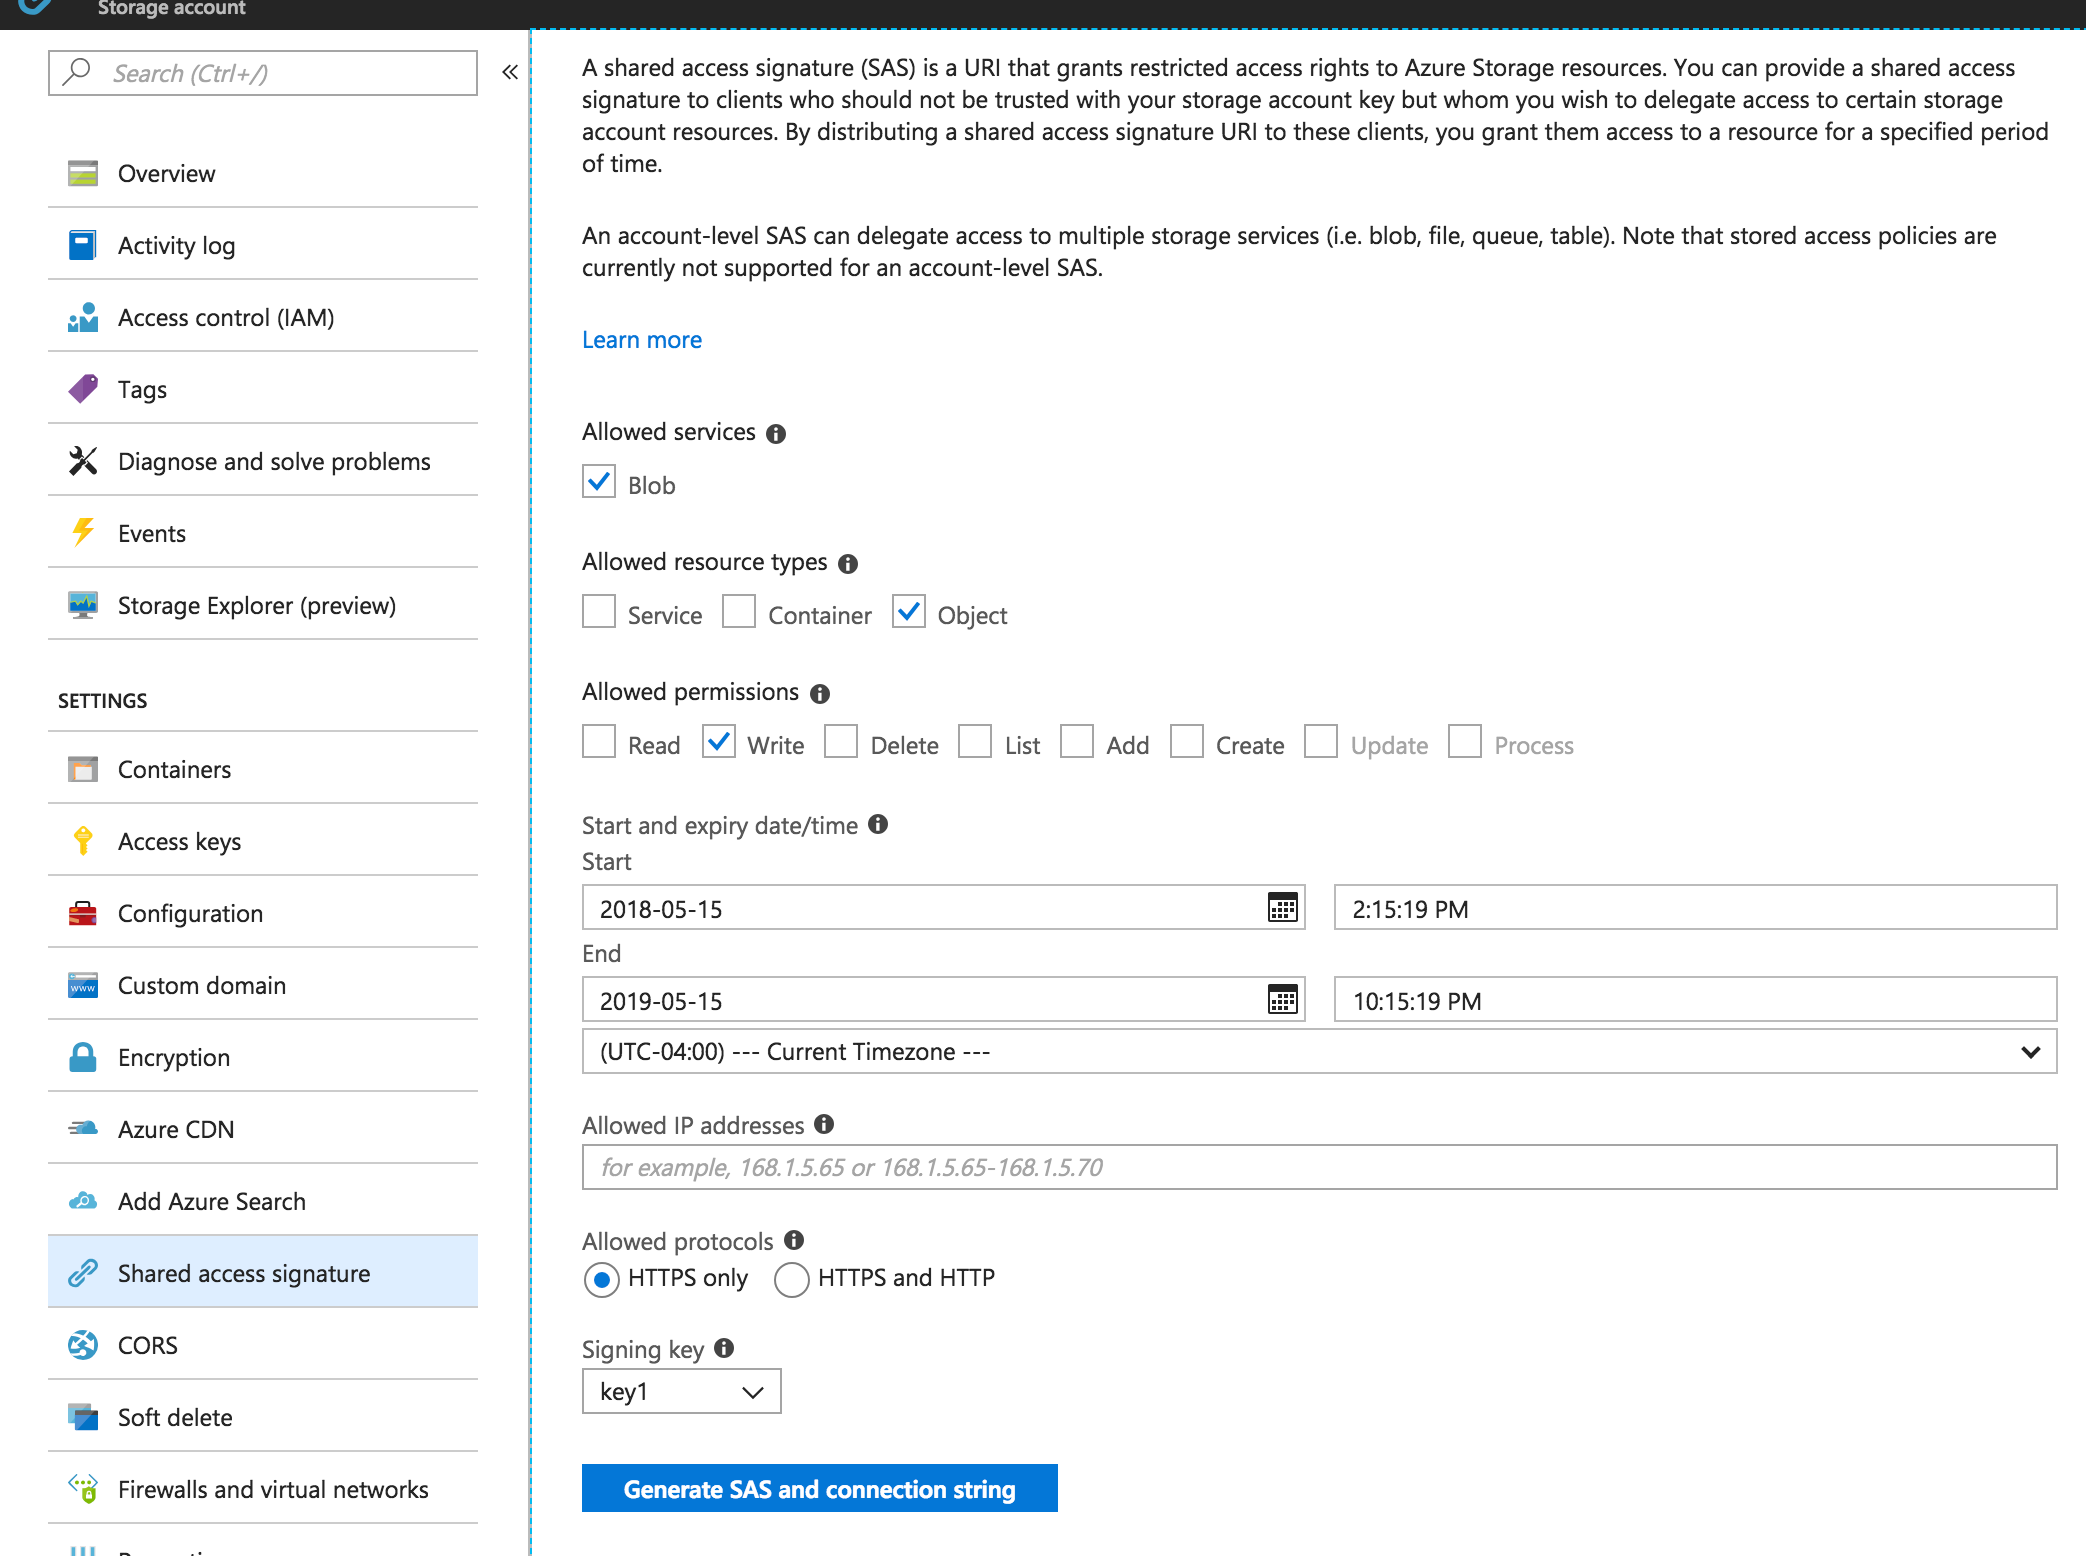 Storage account
Search (Ctrl+/)
«
Overview
Activity log
Access control (IAM)
Tags
Diagnose and solve problems
Events
Storage Explorer (preview)
SETTINGS
Containers
Access keys
Configuration
Custom domain
Encryption
Azure CDN
Add Azure Search
Shared access signature
CORS
Soft delete
Firewalls and virtual networks
A shared access signature (SAS) is a URI that grants restricted access rights to Azure Storage resources. You can provide a shared access
signature to clients who should not be trusted with your storage account key but whom you wish to delegate access to certain storage
account resources. By distributing a shared access signature URI to these clients, you grant them access to a resource for a specified period
of time.
An account-level SAS can delegate access to multiple storage services (i.e. blob, file, queue, table). Note that stored access policies are
currently not supported for an account-level SAS.
Learn more
Allowed services
Blob
Allowed resource types
Service Container Object
Allowed permissions
Read Write Delete List Add Create Update Process
Start and expiry date/time
Start
2018-05-15 2:15:19 PM
End
2019-05-15 10:15:19 PM
(UTC-04:00) --- Current Timezone ---
Allowed IP addresses
for example, 168.1.5.65 or 168.1.5.65-168.1.5.70
Allowed protocols
HTTPS only HTTPS and HTTP
Signing key
key1
Generate SAS and connection string